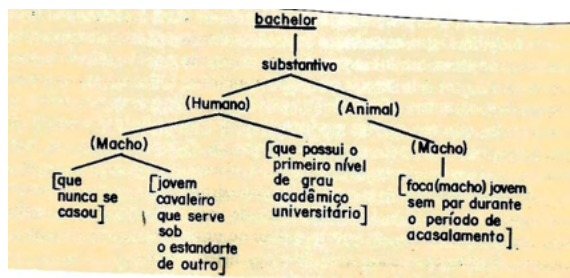 bachelor
substantivo
(Humano) (Animal)
(Macho) (Macho)
[que
nunca se
casou]
[jovem
cavaleiro
que serve
sob
o estandarte
de outro]
[que possui o
primeiro nível
de grau
acadêmico
universitário]
[foca(macho) jovem
sem par durante
o período de
acasalamento]